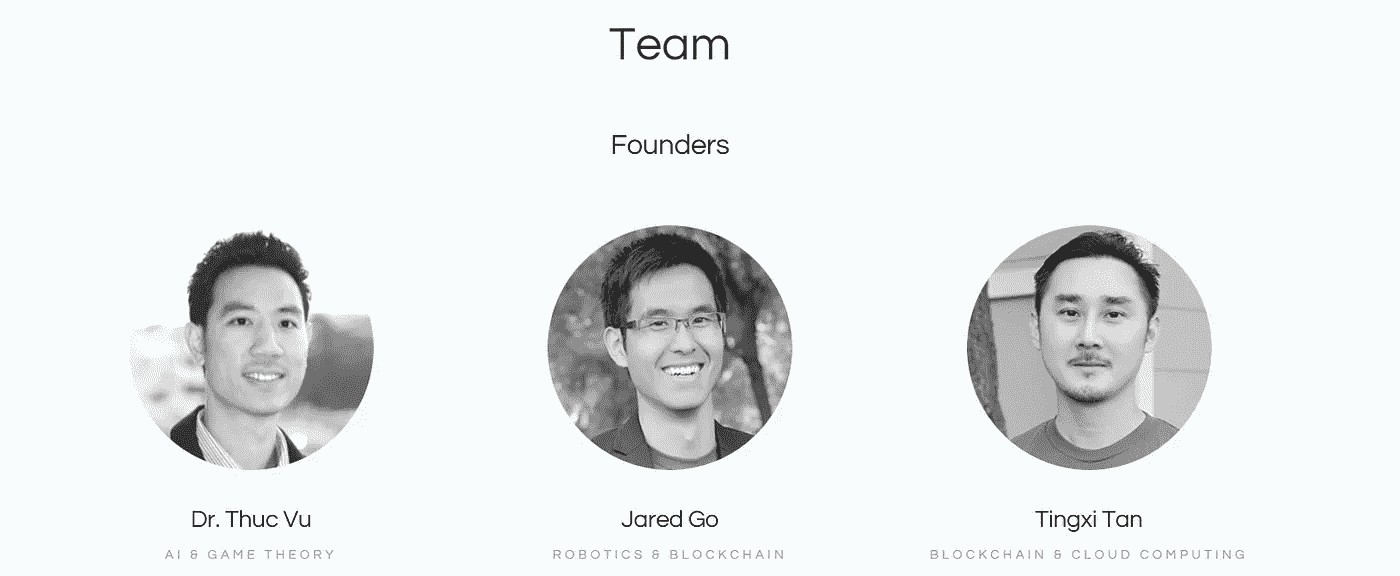 Team
Founders
Dr. Thuc Vu
AI & GAME THEORY
Jared Go
ROBOTICS & BLOCKCHAIN
Tingxi Tan
BLOCKCHAIN & CLOUD COMPUTING